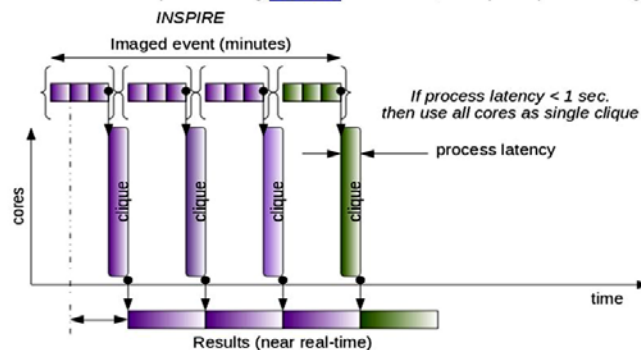 INSPIRE
Imaged event (minutes)
If process latency < 1 sec.
then use all cores as single clique
process latency
cores
clique
clique
clique
clique
time
Results (near real-time)